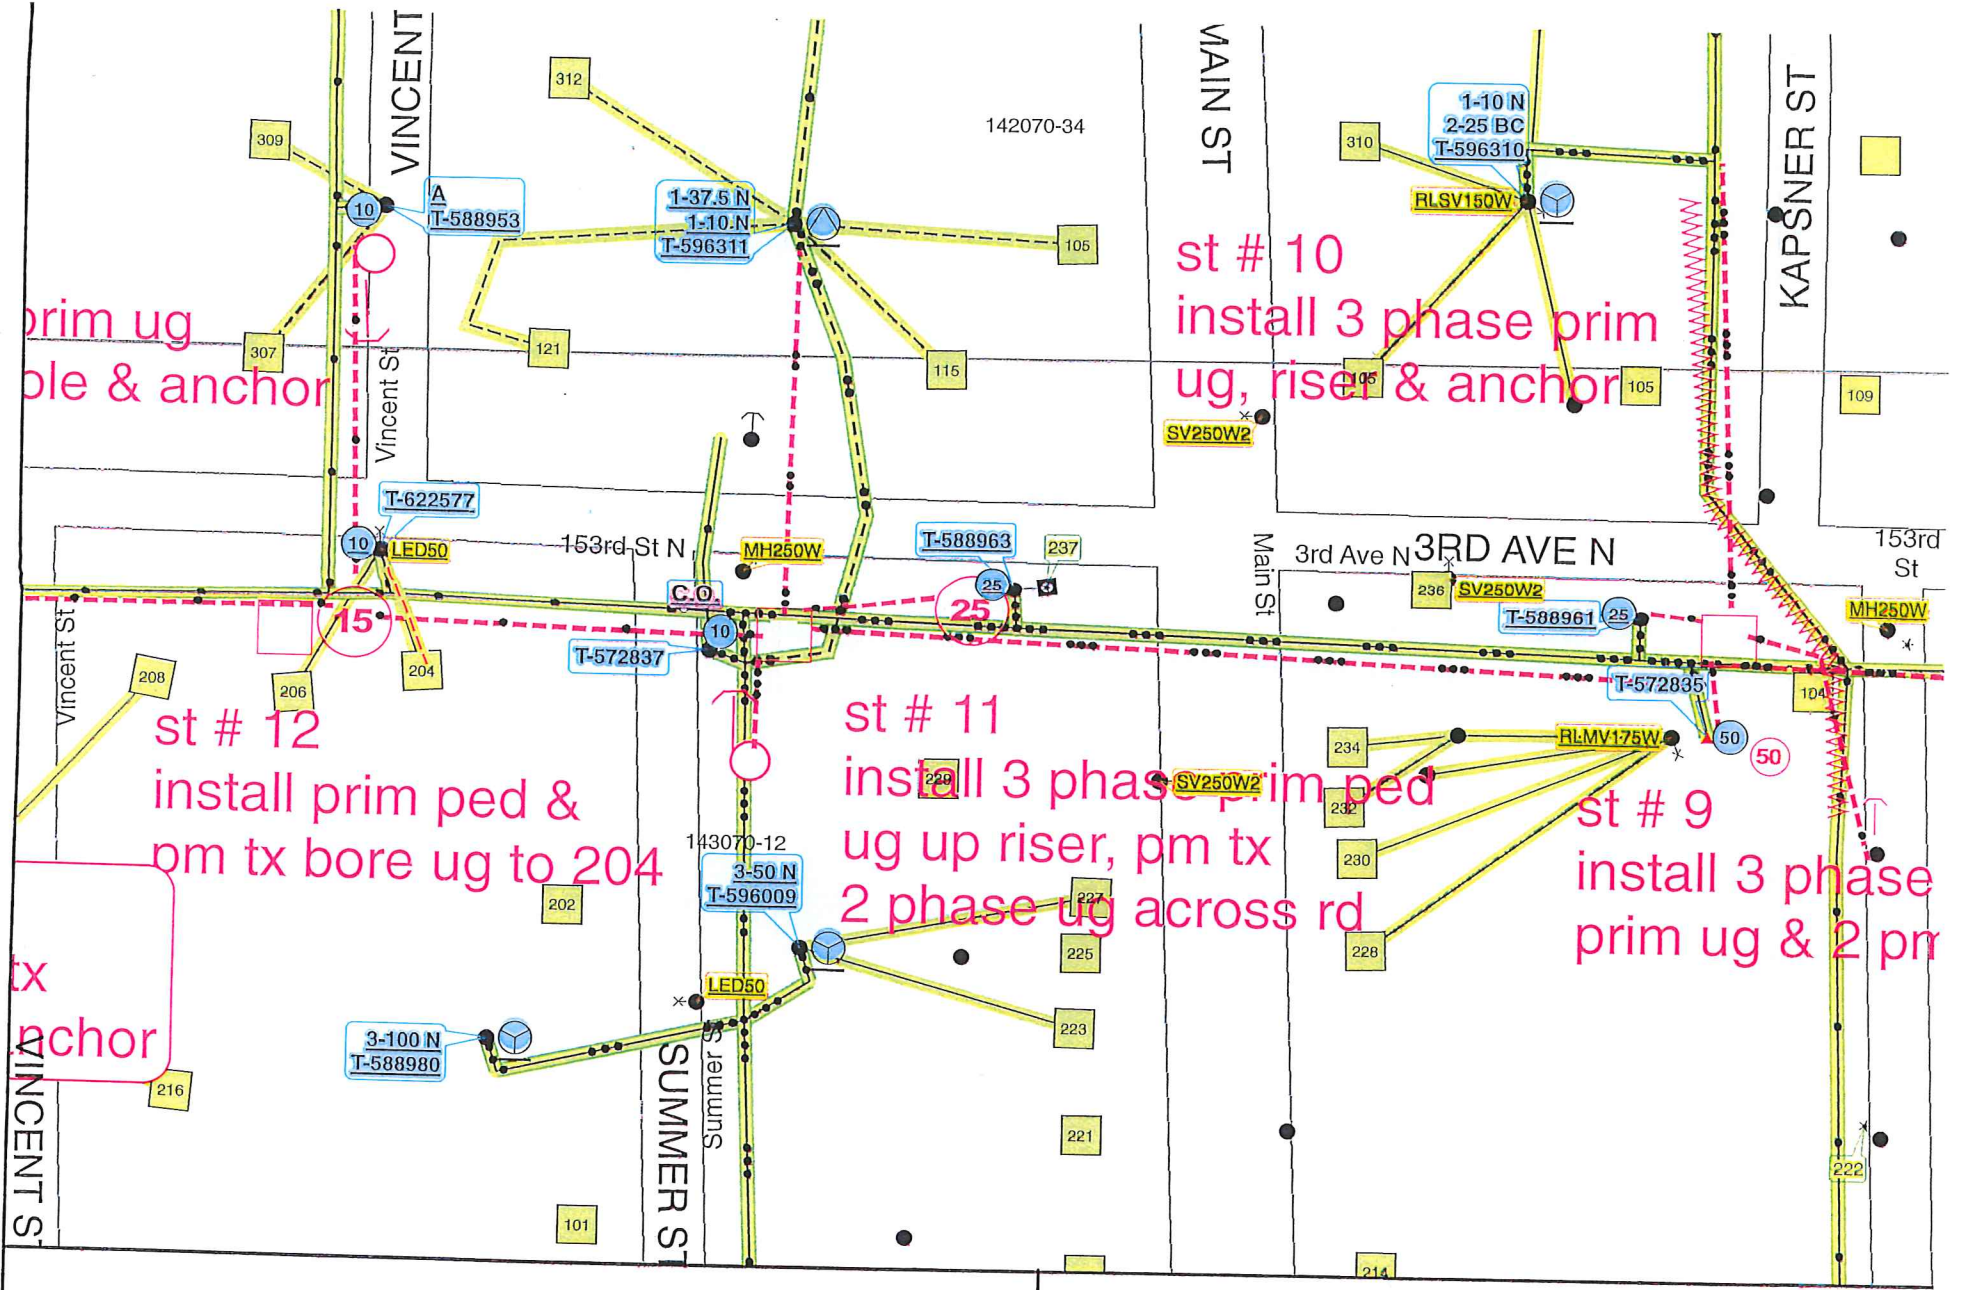 VINCENT
312
309
10
A
T-588953
1-37.5 N
1-10 N
T-596311
142070-34
MAIN ST
1-10 N
2-25 BC
T-596310
310
RLSV150W
KAPSNER ST
105
st # 10
install 3 phase prim
ug, riser & anchor
105
105
109
SV250W2
prim ug
307
ole & anchor
Vincent St
121
115
T-622577
10
LED50
153rd St N
MH250W
T-588963
237
25
Main St
3rd Ave N
3RD AVE N
153rd
St
236
SV250W2
T-588961
25
MH250W
C.O.
10
T-572837
15
25
Vincent St
208
206
204
T-572835
104
50
50
st # 12
install prim ped &
pm tx bore ug to 204
st # 11
install 3 phase prim ped
ug up riser, pm tx
2 phase ug across rd
229
SV250W2
234
RLMV175W
232
230
228
st # 9
install 3 phase
prim ug & 2 pm
143070-12
3-50 N
T-596009
202
227
225
223
LED50
3-100 N
T-588980
tx
anchor
VINCENT ST
216
SUMMER ST
Summer St
221
222
101
214